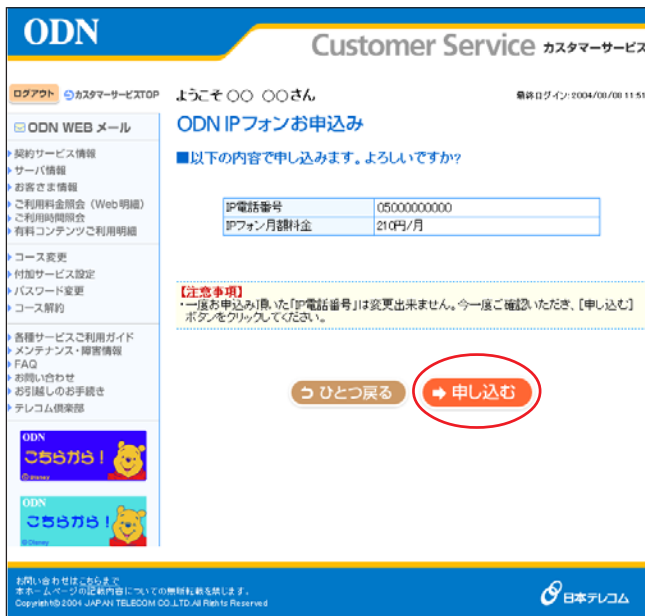 ODN
Customer Service カスタマーサービス
ログアウト
カスタマーサービスTOP
ようこそ○○ ○○さん
最終ログイン:2004/00/00 11:51
ODN WEB メール
契約サービス情報
サーバ情報
お客さま情報
ご利用料金照会(Web明細)
ご利用時間照会
有料コンテンツご利用明細
コース変更
付加サービス設定
パスワード変更
コース解約
各種サービスご利用ガイド
メンテナンス・障害情報
FAQ
お問い合わせ
お引越しのお手続き
テレコム倶楽部
ODN
こちらから!
©Disney
ODN
こちらから!
©Disney
ODN IPフォンお申込み
■以下の内容で申し込みます。よろしいですか?
IP電話番号 05000000000
IPフォン月額料金 210円/月
【注意事項】
・一度お申込み頂いた「IP電話番号」は変更出来ません。今一度ご確認いただき、[申し込む]
ボタンをクリックしてください。
ひとつ戻る
申し込む
お問い合わせはこちらまで
本ホームページの記載内容についての無断転載を禁じます。
Copyright© 2004 JAPAN TELECOM CO.,LTD.All Rights Reserved
日本テレコム